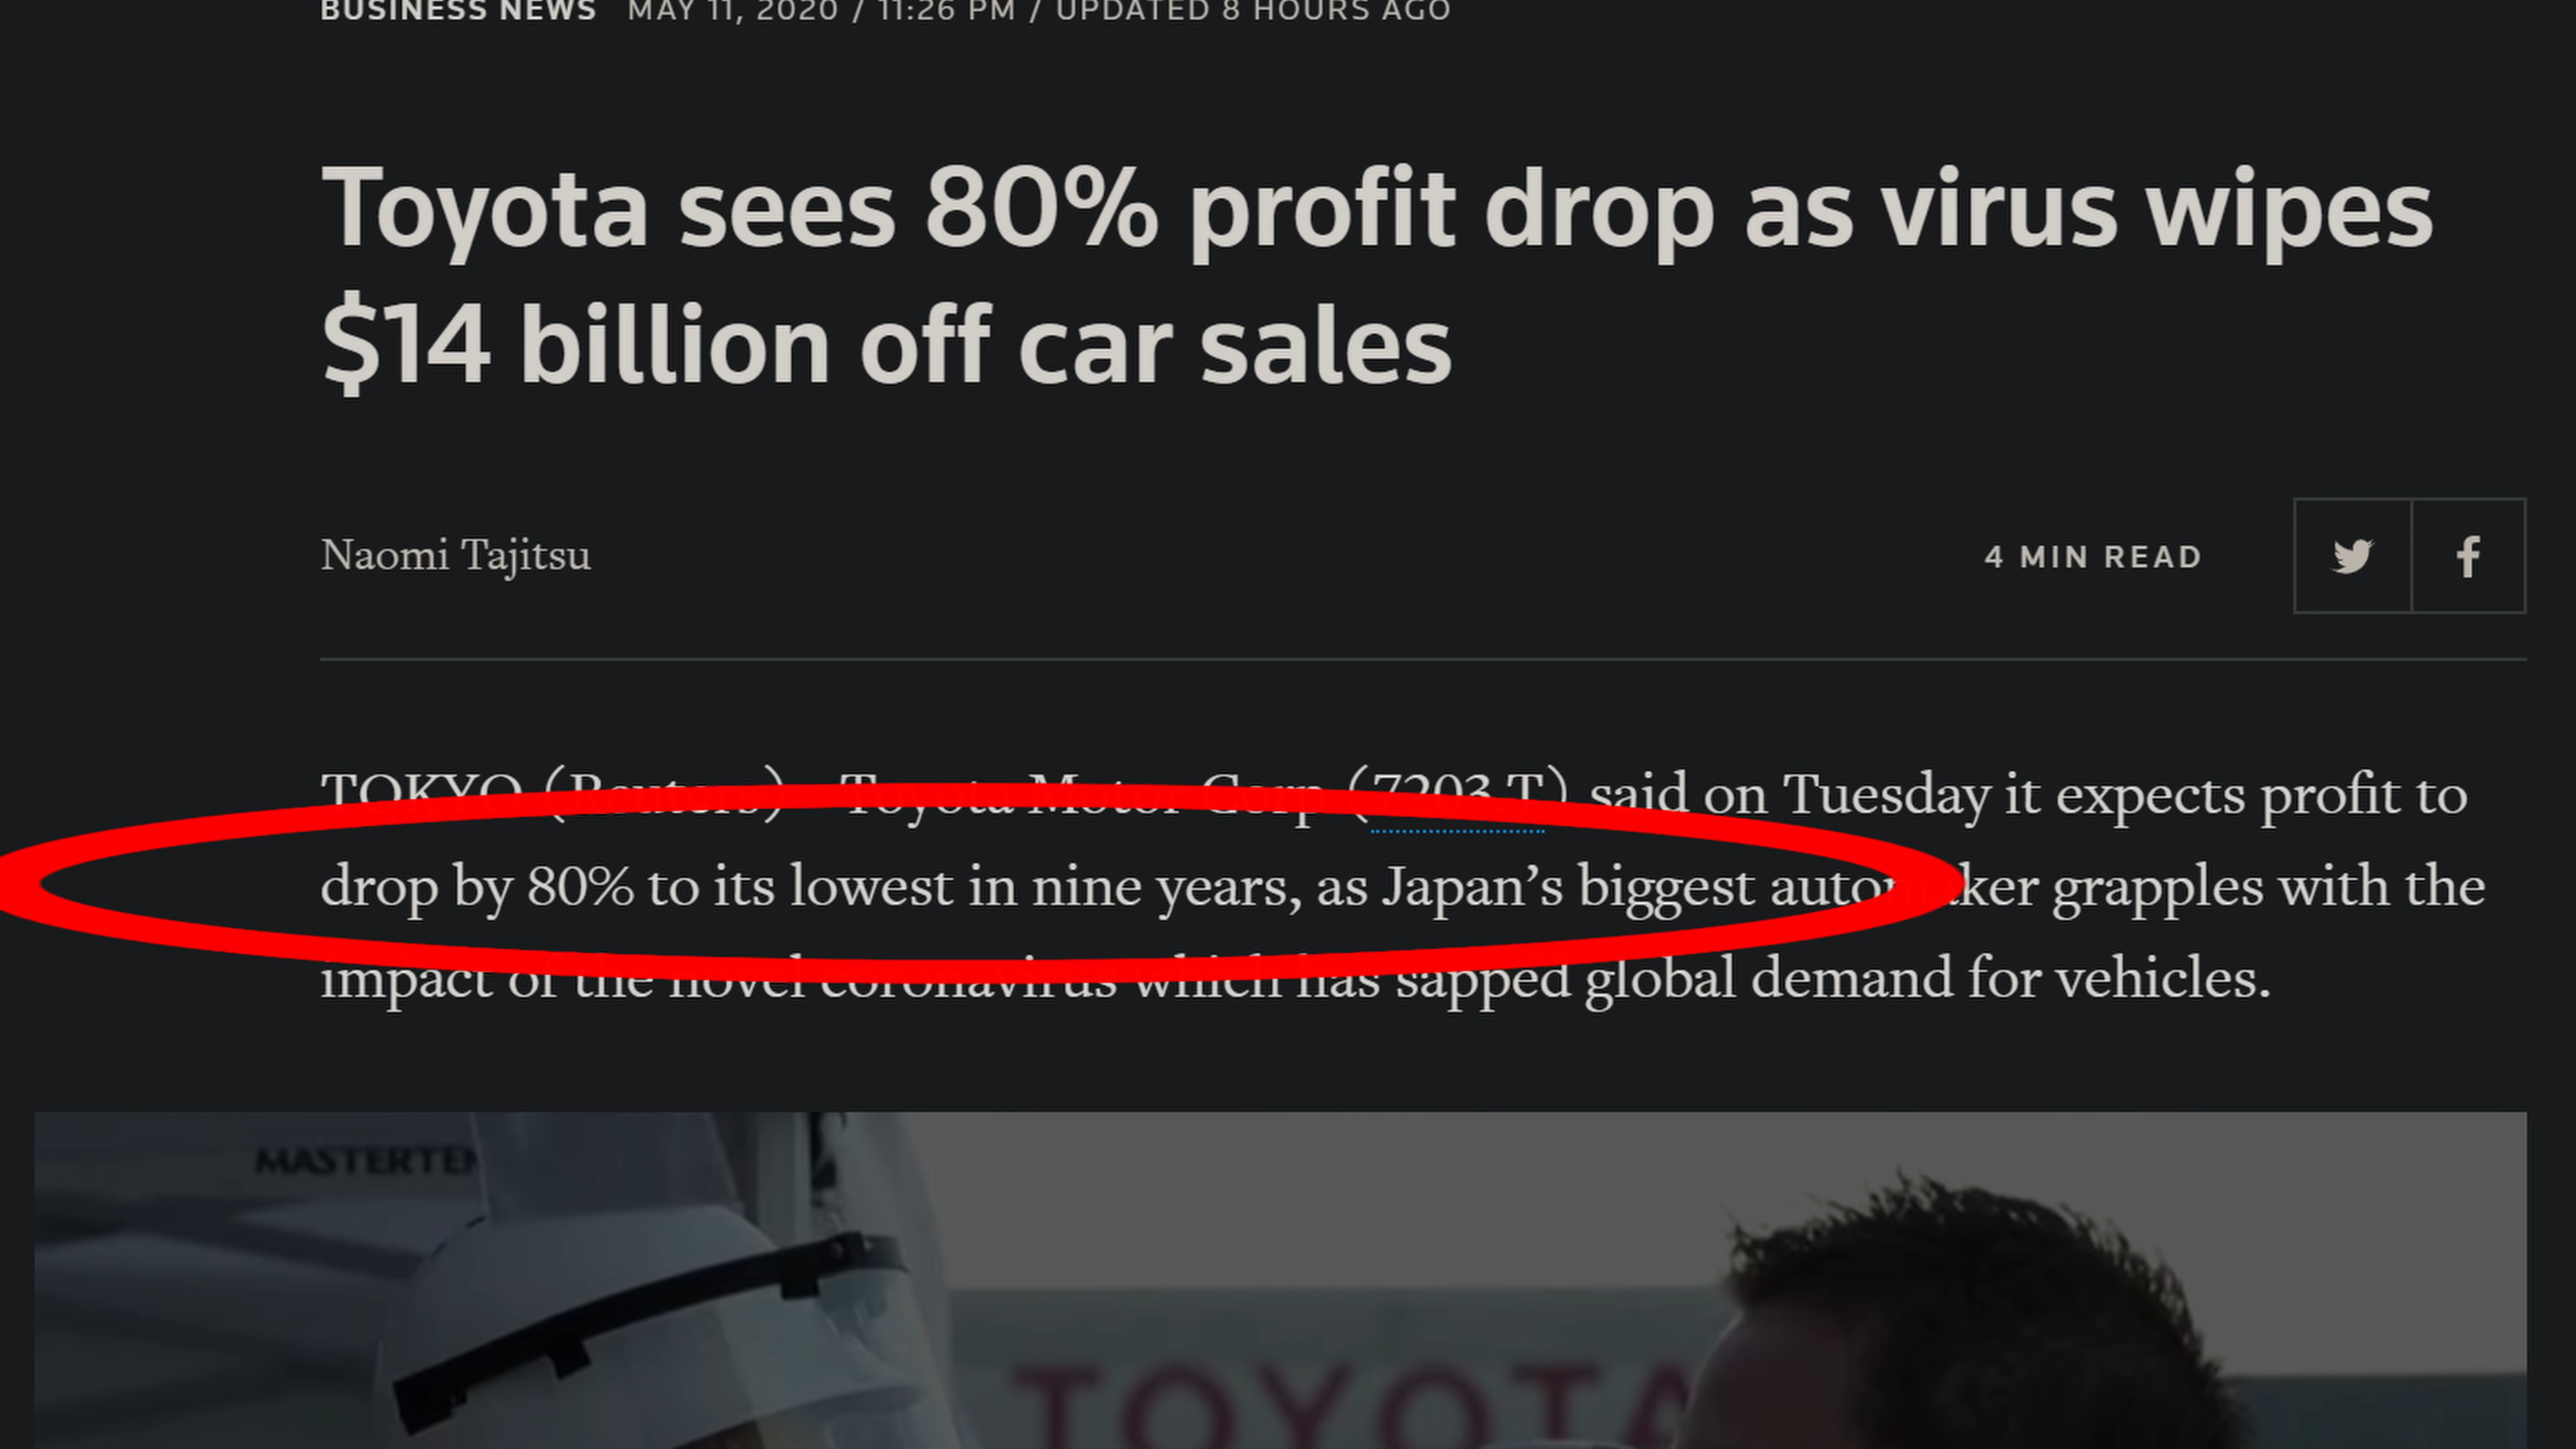 BUSINESS NEWS MAY 11, 2020 / 11:26 PM / UPDATED 8 HOURS AGO
Toyota sees 80% profit drop as virus wipes
$14 billion off car sales
Naomi Tajitsu
4 MIN READ
TOKYO (Reuters) - Toyota Motor Corp (7203.T) said on Tuesday it expects profit to
drop by 80% to its lowest in nine years, as Japan’s biggest automaker grapples with the
impact of the novel coronavirus which has sapped global demand for vehicles.
TOYOTA